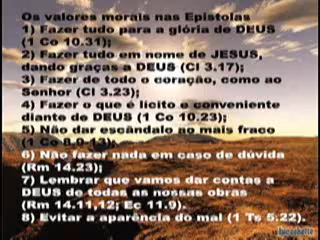 Os valores morais nas Epistolas
1) Fazer tudo para a glória de DEUS
(1 Co 10.31);
2) Fazer tudo em nome de JESUS,
dando graças a DEUS (Cl 3.17);
3) Fazer de todo o coração, como ao
Senhor (Cl 3.23);
4) Fazer o que é lícito e conveniente
diante de DEUS (1 Co 10.23);
5) Não dar escândalo ao mais fraco
(1 Co 8.9-13);
6) Não fazer nada em caso de dúvida
(Rm 14.23);
7) Lembrar que vamos dar contas a
DEUS de todas as nossas obras
(Rm 14.11,12; Ec 11.9).
8) Evitar a aparência do mal (1 Ts 5.22).